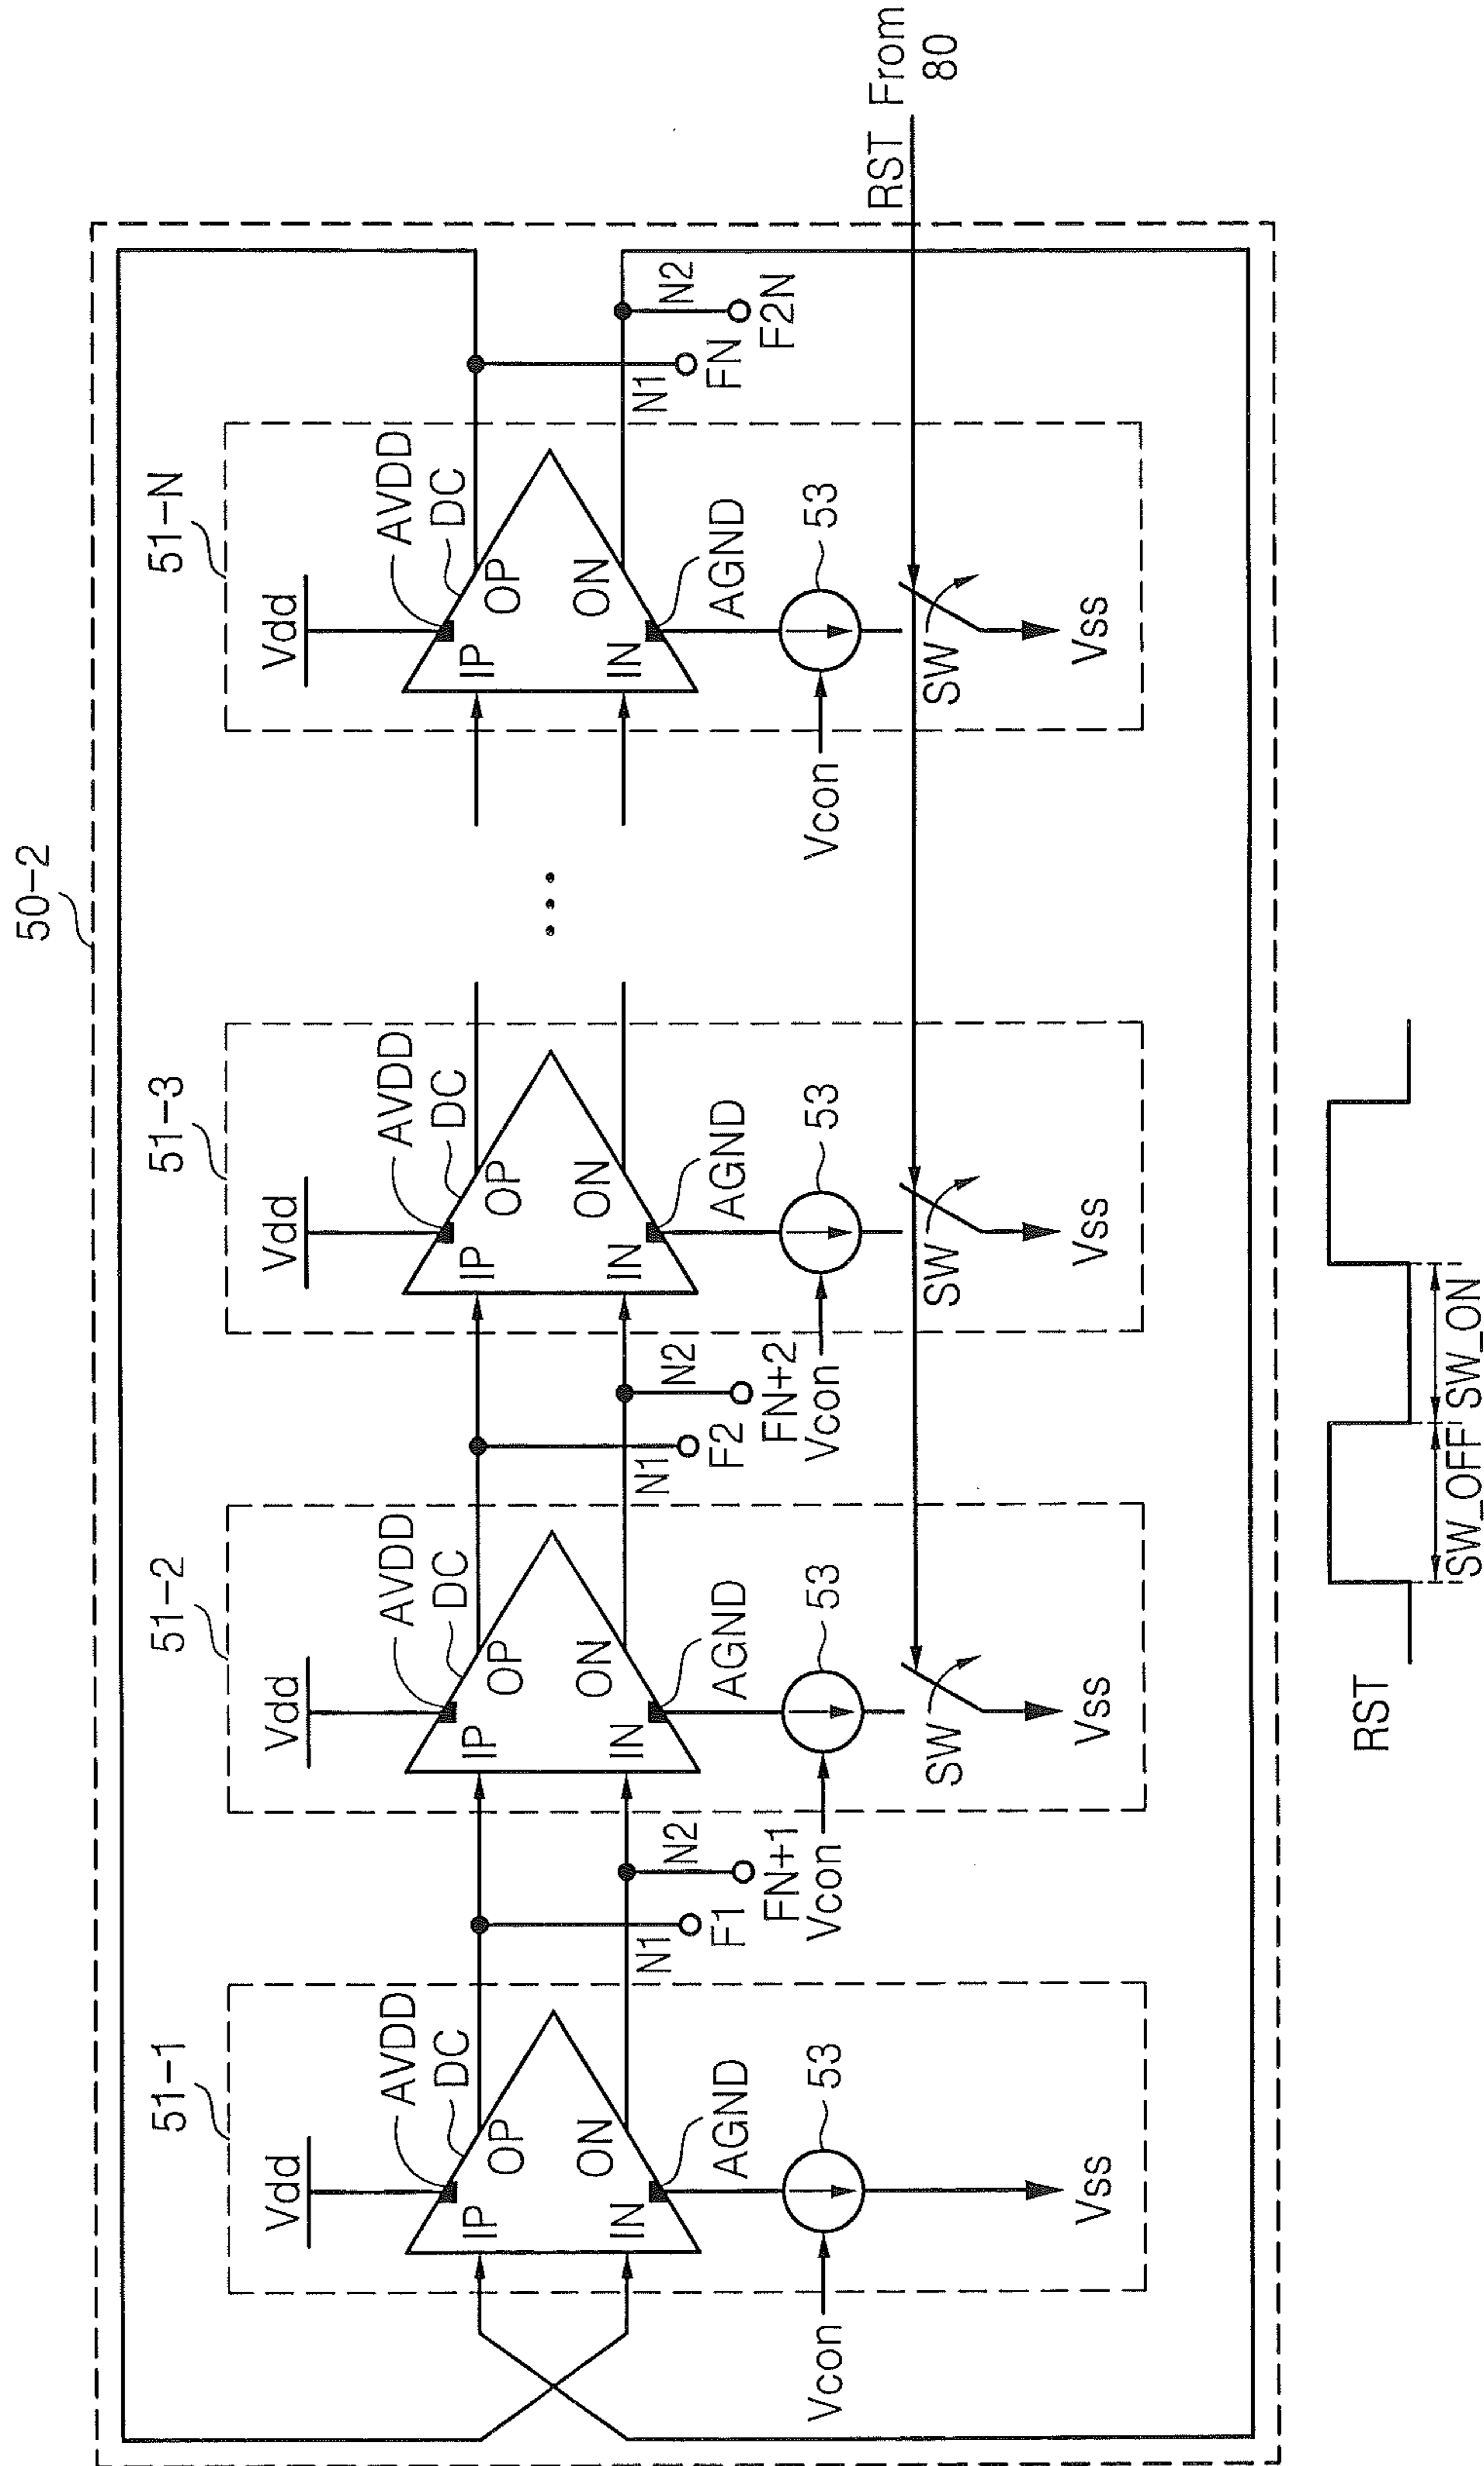 50-2
51-1
51-2
51-3
51-N
Vdd
Vdd
Vdd
Vdd
AVDD
AVDD
AVDD
AVDD
DC
DC
DC
DC
IP
OP
IP
OP
IP
OP
IP
OP
IN
ON
IN
ON
IN
ON
IN
ON
N1
N2
N1
N2
N1
N2
F1
FN+1
F2
FN+2
FN
F2N
AGND
AGND
AGND
AGND
Vcon
53
Vcon
53
Vcon
53
Vcon
53
SW
SW
SW
RST From
80
Vss
Vss
Vss
Vss
RST
SW_OFF
SW_ON